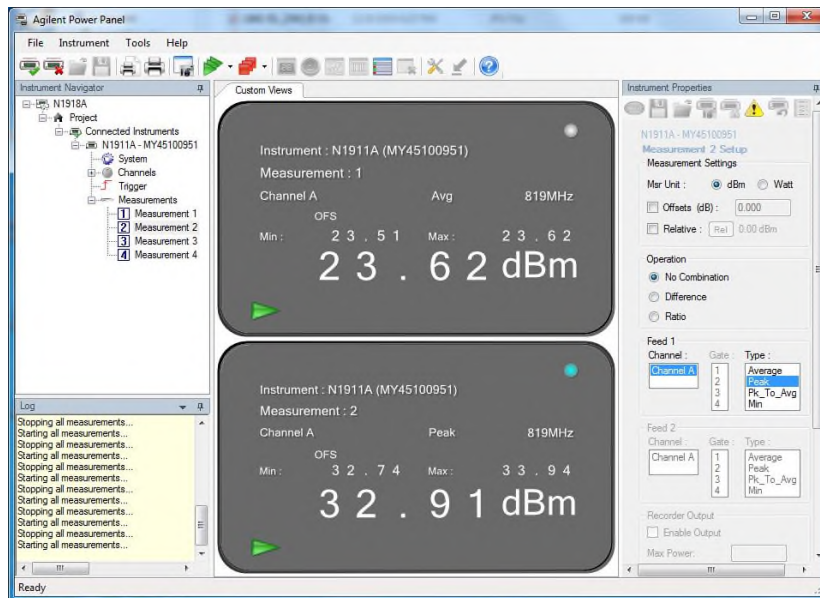 Agilent Power Panel
File Instrument Tools Help
Instrument Navigator
N1918A
Project
Connected Instruments
N1911A - MY45100951
System
Channels
Trigger
Measurements
1 Measurement 1
2 Measurement 2
3 Measurement 3
4 Measurement 4
Log
Stopping all measurements...
Starting all measurements...
Starting all measurements...
Stopping all measurements...
Starting all measurements...
Stopping all measurements...
Starting all measurements...
Starting all measurements...
Stopping all measurements...
Starting all measurements...
Stopping all measurements...
Starting all measurements...
Custom Views
Instrument : N1911A (MY45100951)
Measurement : 1
Channel A Avg 819MHz
OFS
Min : 23.51 Max : 23.62
23.62 dBm
Instrument : N1911A (MY45100951)
Measurement : 2
Channel A Peak 819MHz
OFS
Min : 32.74 Max : 33.94
32.91 dBm
Instrument Properties
N1911A - MY45100951
Measurement 2 Setup
Measurement Settings
Msr Unit : dBm Watt
Offsets (dB) : 0.000
Relative : Rel 0.00 dBm
Operation
No Combination
Difference
Ratio
Feed 1
Channel : Gate : Type :
Channel A 1 Average
2 Peak
3 Pk_To_Avg
4 Min
Feed 2
Channel : Gate : Type :
Channel A 1 Average
2 Peak
3 Pk_To_Avg
4 Min
Recorder Output
Enable Output
Max Power:
Ready